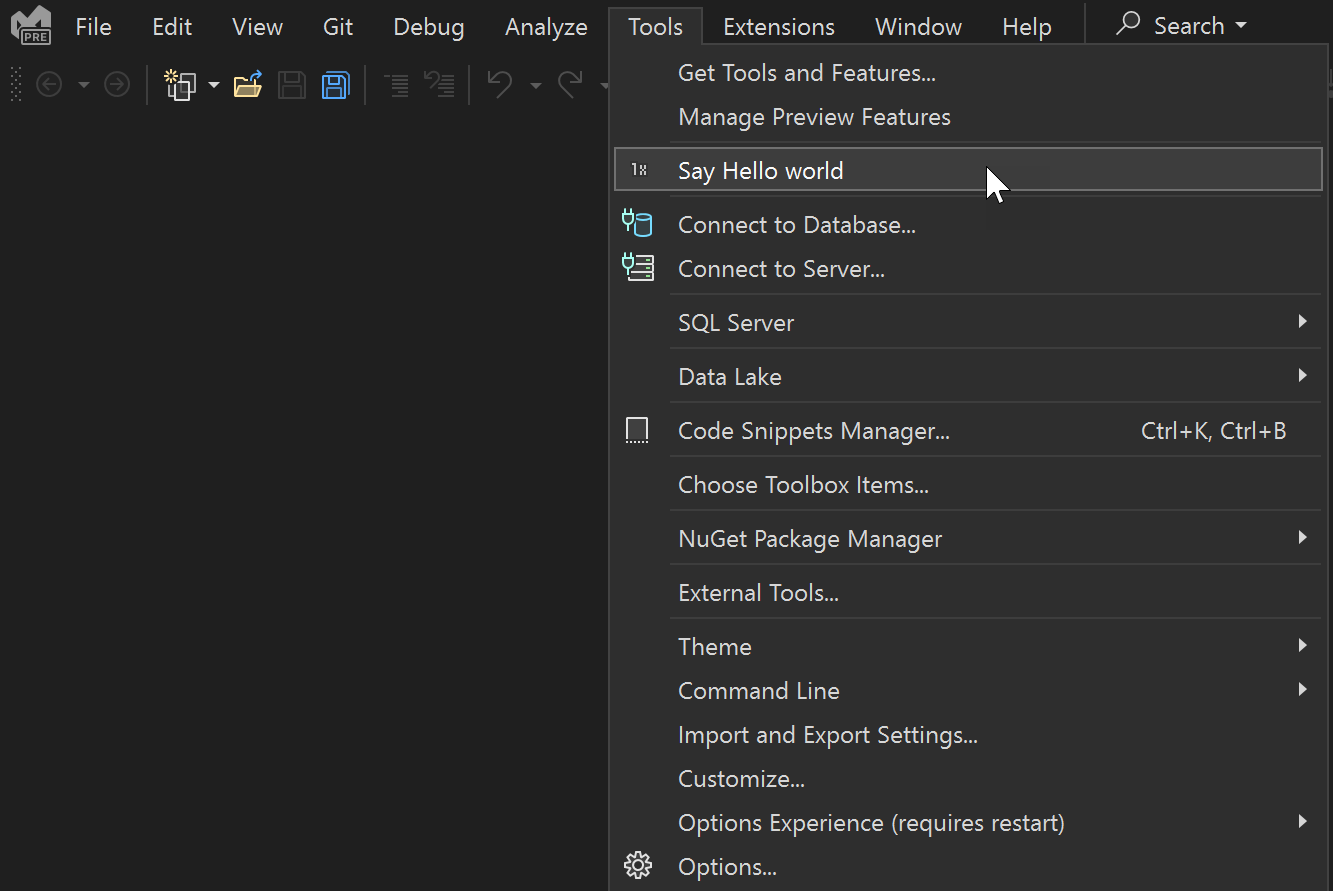 PRE
File Edit View Git Debug Analyze Tools Extensions Window Help Search
Get Tools and Features...
Manage Preview Features
1x Say Hello world
Connect to Database...
Connect to Server...
SQL Server
Data Lake
Code Snippets Manager... Ctrl+K, Ctrl+B
Choose Toolbox Items...
NuGet Package Manager
External Tools...
Theme
Command Line
Import and Export Settings...
Customize...
Options Experience (requires restart)
Options...